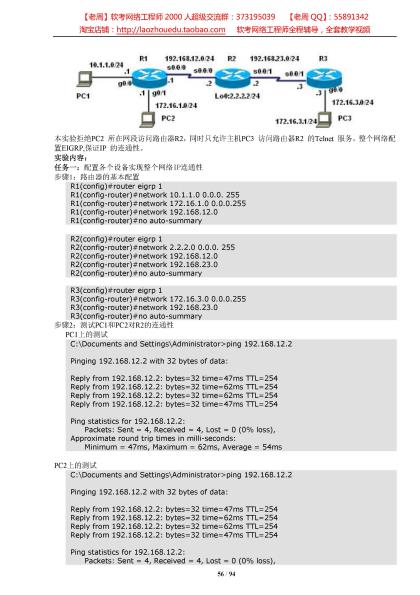 【老周】软考网络工程师 2000 人超级交流群：373195039 【老周 QQ】：55891342
淘宝店铺：http://laozhouedu.taobao.com 软考网络工程师全程辅导，全套教学视频
R1 192.168.12.0/24 R2 192.168.23.0/24 R3
10.1.1.0/24
s0/0/0 s0/0/0 s0/0/1 s0/0/1
.1 g0/0 .1 .2 .2 .3 g0/0
.1 g0/1 Lo0:2.2.2.2/24 .3
PC1 172.16.1.0/24 172.16.3.0/24
PC2 172.16.3.1/24 PC3
本实验拒绝PC2 所在网段访问路由器R2，同时只允许主机PC3 访问路由器R2 的Telnet 服务。整个网络配
置EIGRP,保证IP 的连通性。
实验内容：
任务一：配置各个设备实现整个网络IP连通性
步骤1：路由器的基本配置
R1(config)#router eigrp 1
R1(config-router)#network 10.1.1.0 0.0.0. 255
R1(config-router)#network 172.16.1.0 0.0.0.255
R1(config-router)#network 192.168.12.0
R1(config-router)#no auto-summary
R2(config)#router eigrp 1
R2(config-router)#network 2.2.2.0 0.0.0. 255
R2(config-router)#network 192.168.12.0
R2(config-router)#network 192.168.23.0
R2(config-router)#no auto-summary
R3(config)#router eigrp 1
R3(config-router)#network 172.16.3.0 0.0.0.255
R3(config-router)#network 192.168.23.0
R3(config-router)#no auto-summary
步骤2：测试PC1和PC2对R2的连通性
PC1上的测试
C:\Documents and Settings\Administrator>ping 192.168.12.2
Pinging 192.168.12.2 with 32 bytes of data:
Reply from 192.168.12.2: bytes=32 time=47ms TTL=254
Reply from 192.168.12.2: bytes=32 time=62ms TTL=254
Reply from 192.168.12.2: bytes=32 time=47ms TTL=254
Reply from 192.168.12.2: bytes=32 time=62ms TTL=254
Ping statistics for 192.168.12.2:
Packets: Sent = 4, Received = 4, Lost = 0 (0% loss),
Approximate round trip times in milli-seconds:
Minimum = 47ms, Maximum = 62ms, Average = 54ms
PC2上的测试
C:\Documents and Settings\Administrator>ping 192.168.12.2
Pinging 192.168.12.2 with 32 bytes of data:
Reply from 192.168.12.2: bytes=32 time=47ms TTL=254
Reply from 192.168.12.2: bytes=32 time=62ms TTL=254
Reply from 192.168.12.2: bytes=32 time=47ms TTL=254
Reply from 192.168.12.2: bytes=32 time=62ms TTL=254
Ping statistics for 192.168.12.2:
Packets: Sent = 4, Received = 4, Lost = 0 (0% loss),
56 / 94